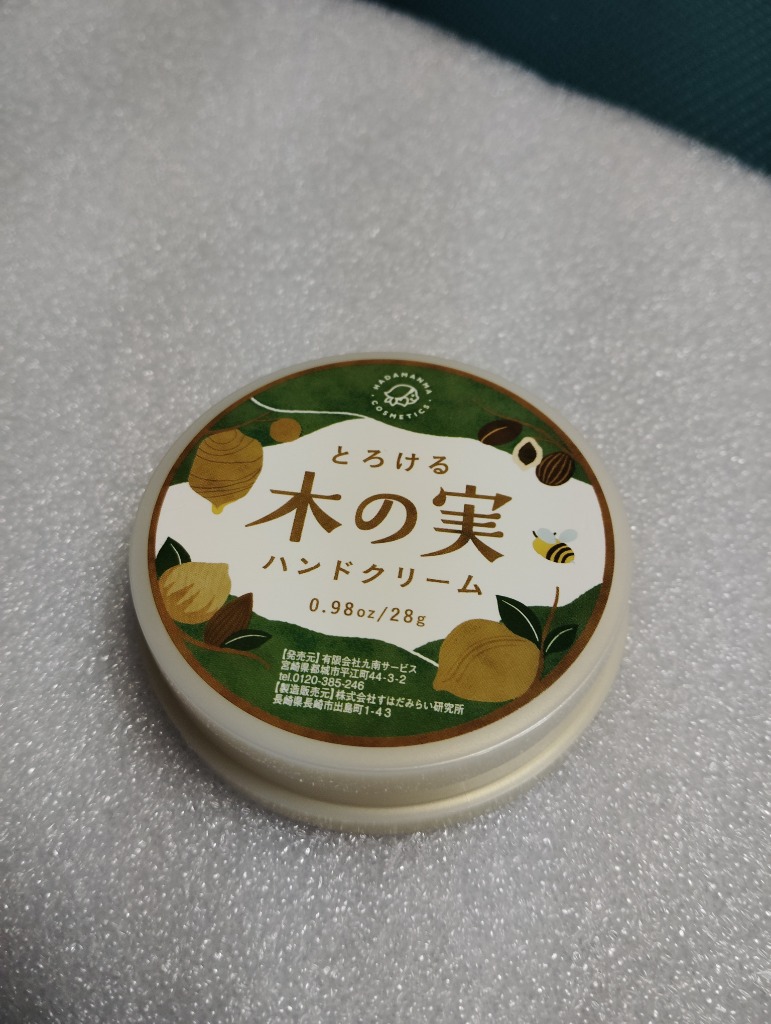 HADAMANMA
COSMETICS
とろける
木の実
ハンドクリーム
0.98oz/28g
【発売元】有限会社九南サービス
宮崎県都城市平江町44-3-2
tel.0120-385-246
【製造販売元】株式会社すはだみらい研究所
長崎県長崎市出島町1-43